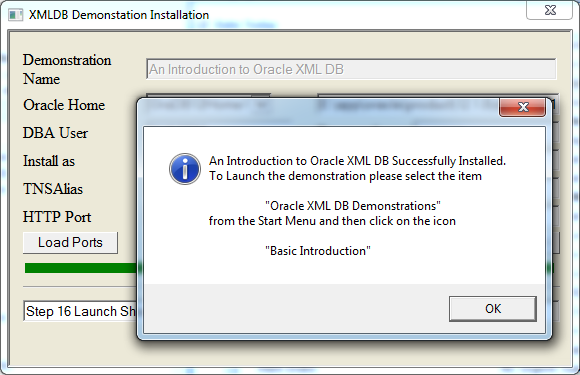 XMLDB Demonstation Installation
Demonstration
Name
An Introduction to Oracle XML DB
Oracle Home
DBA User
Install as
TNSAlias
HTTP Port
Load Ports
Step 16 Launch Sh
An Introduction to Oracle XML DB Successfully Installed.
To Launch the demonstration please select the item
"Oracle XML DB Demonstrations"
from the Start Menu and then click on the icon
"Basic Introduction"
OK